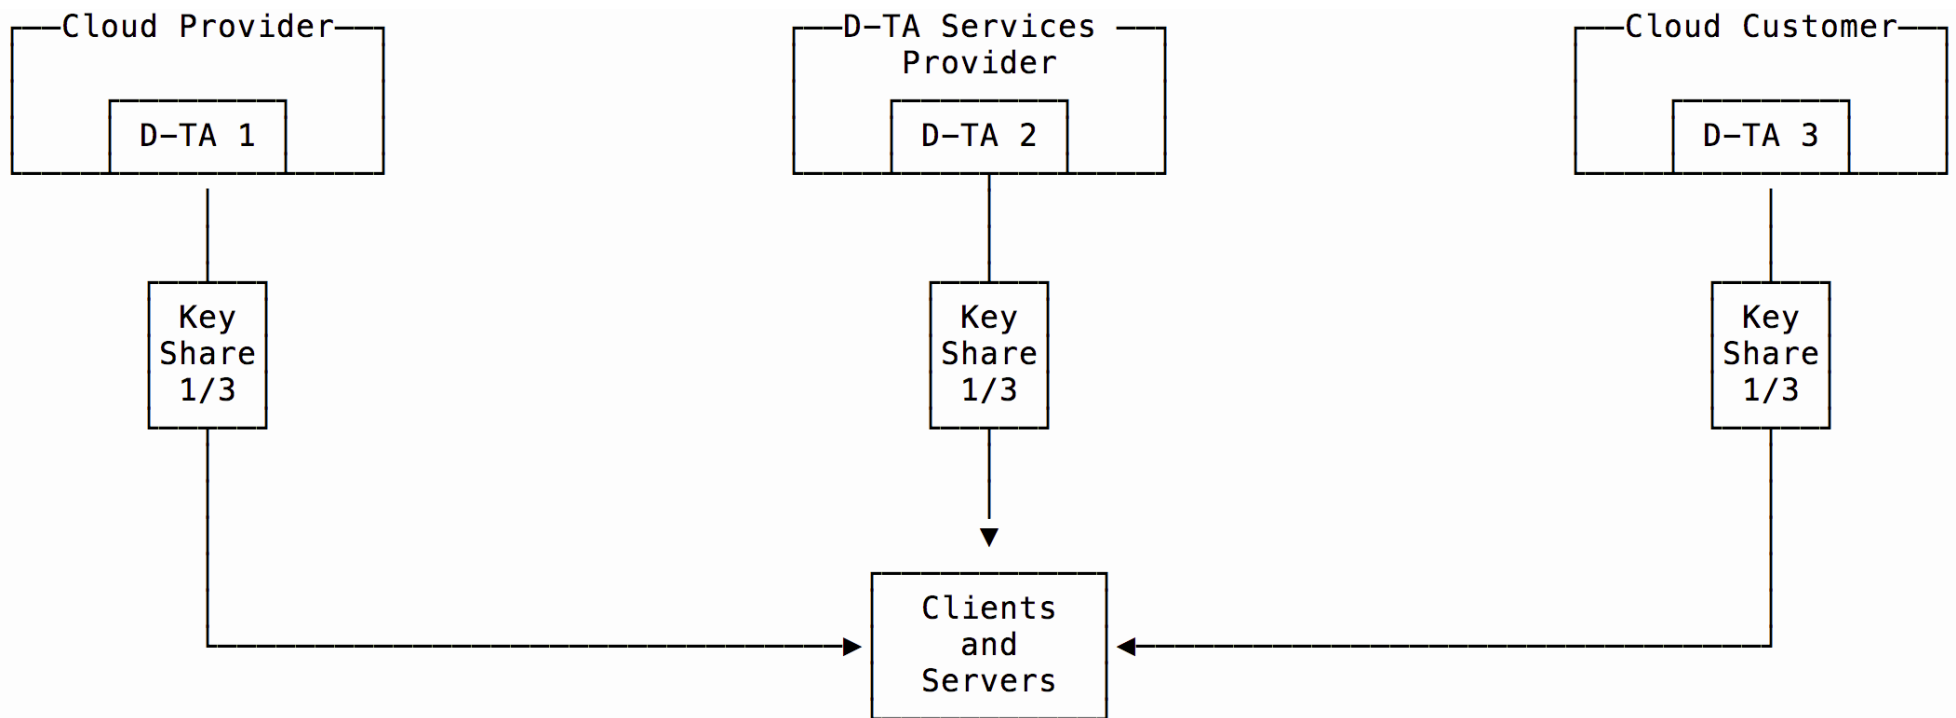 Cloud Provider
D-TA Services
Provider
Cloud Customer
D-TA 1
D-TA 2
D-TA 3
Key
Share
1/3
Key
Share
1/3
Key
Share
1/3
Clients
and
Servers